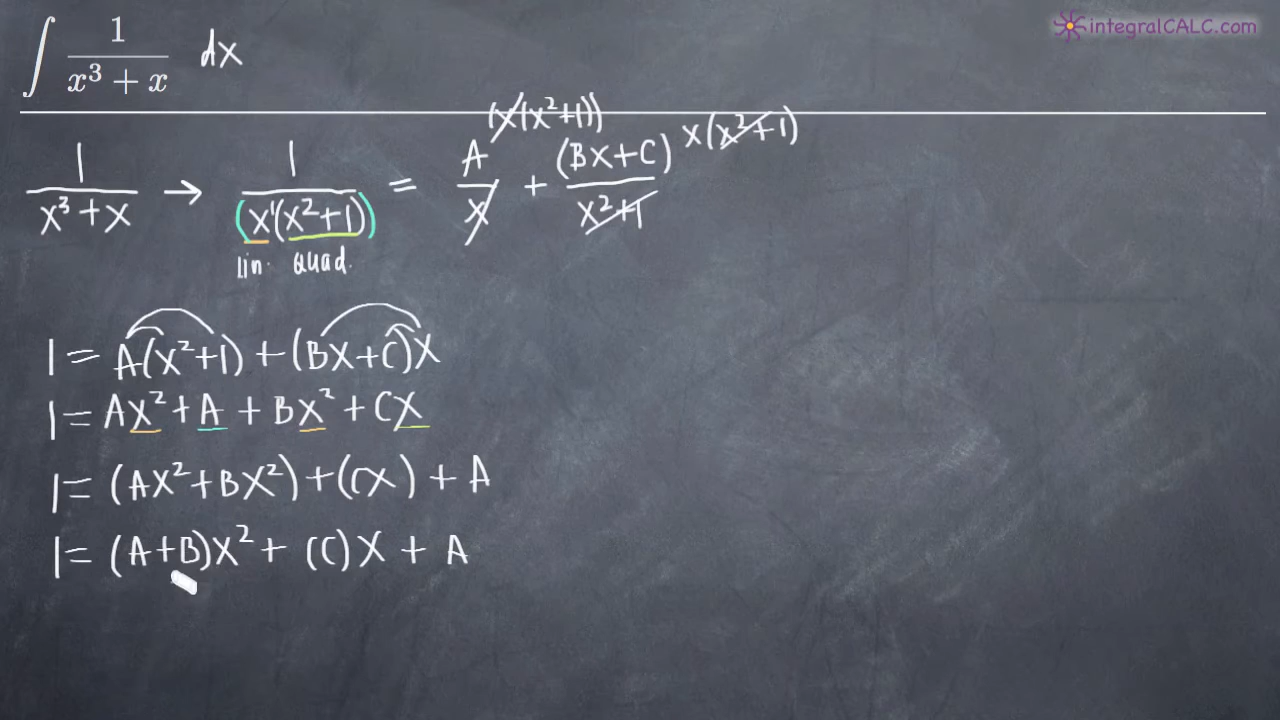 integralCALC.com
∫ 1/(x³ + x) dx
1/(x³ + x) → 1/(x¹(x² + 1)) = A/x (x(x² + 1)) + (Bx + C)/(x² + 1) x(x² + 1)
lin. quad.
1 = A(x² + 1) + (Bx + C)x
1 = Ax² + A + Bx² + Cx
1 = (Ax² + Bx²) + (Cx) + A
1 = (A + B)x² + (C)x + A